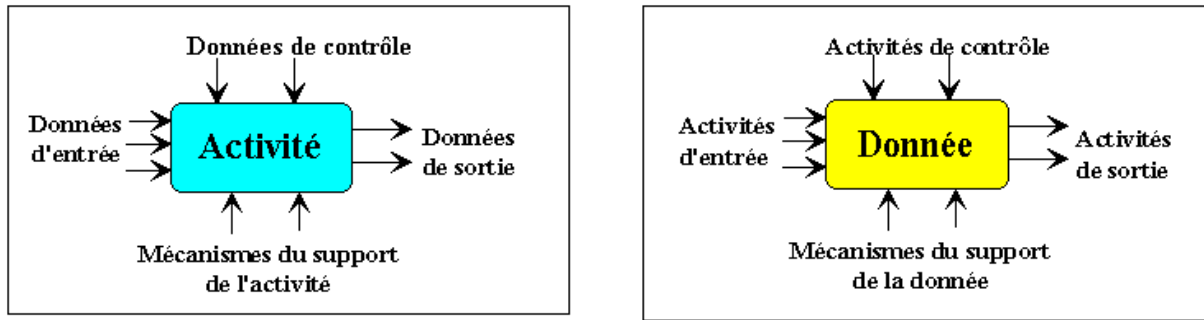 Données de contrôle
Données
d'entrée
Activité
Données
de sortie
Mécanismes du support
de l'activité
Activités de contrôle
Activités
d'entrée
Donnée
Activités
de sortie
Mécanismes du support
de la donnée